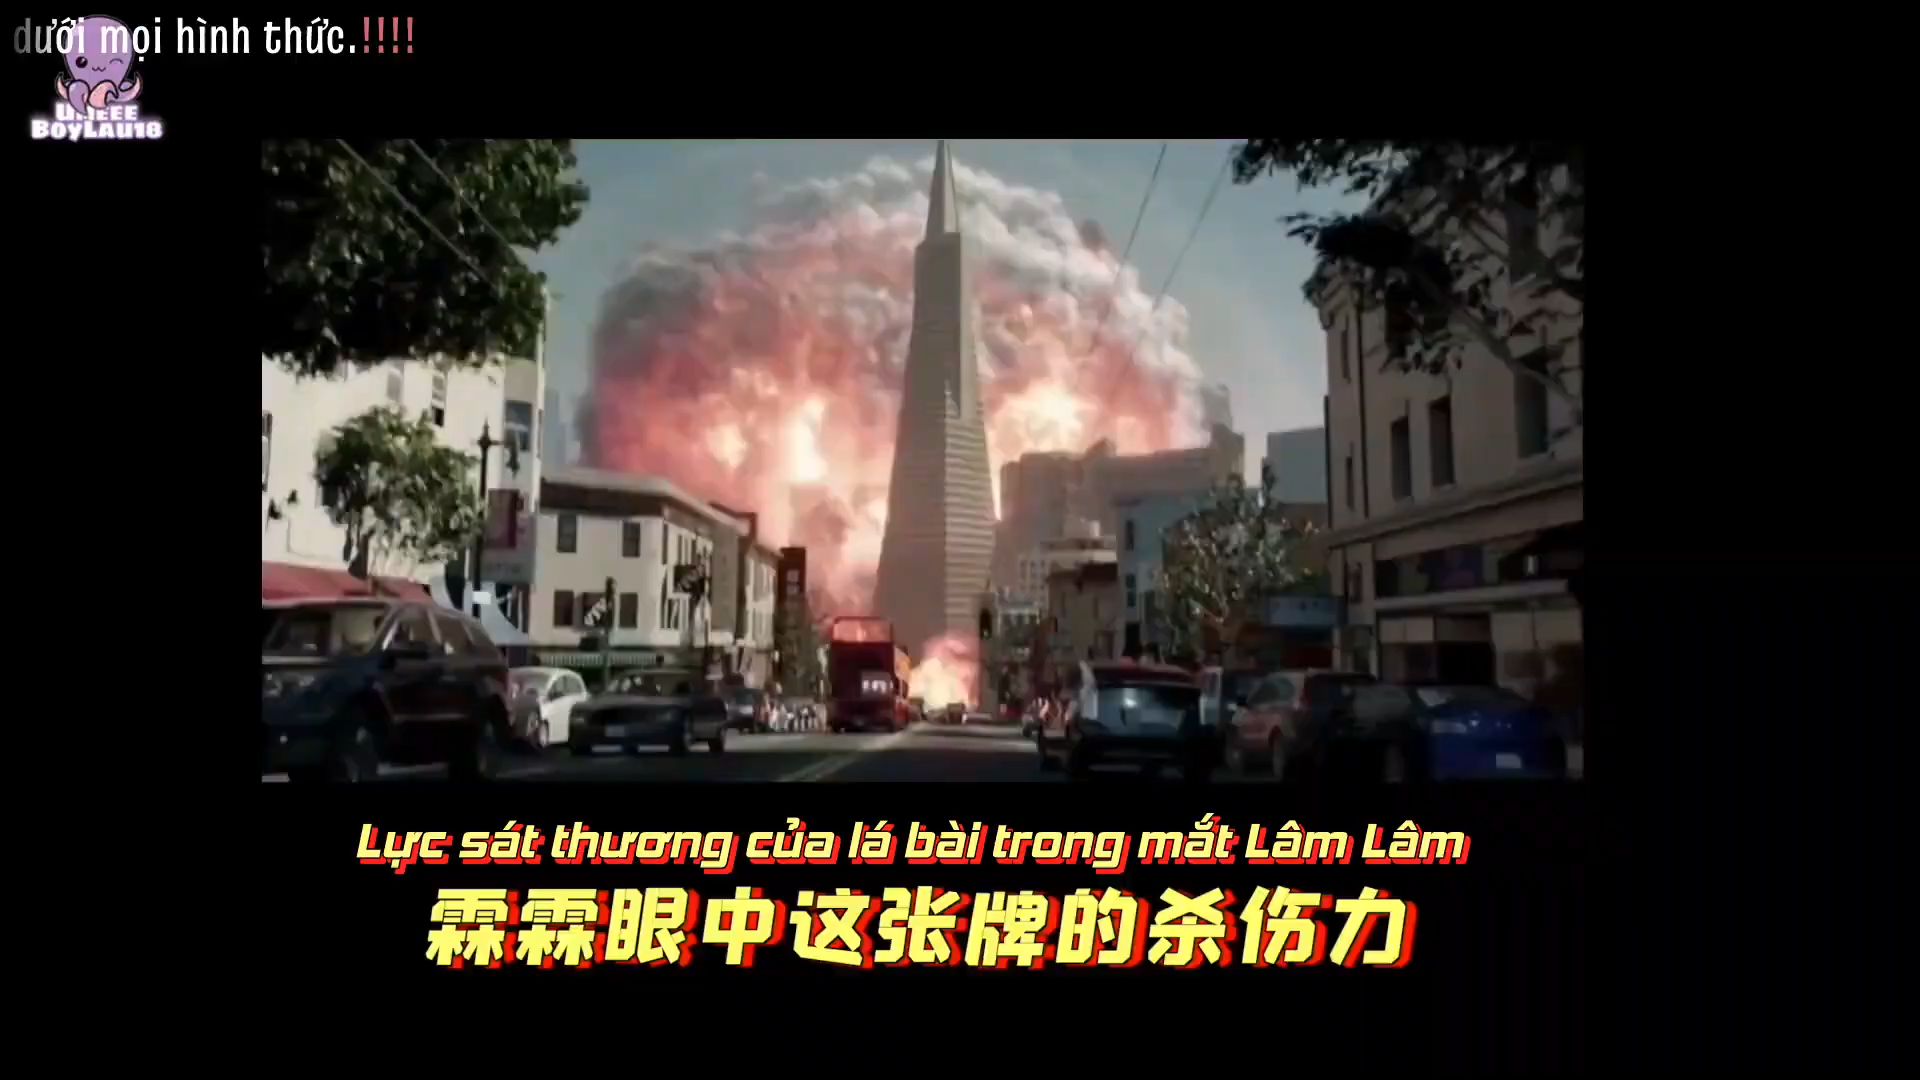 dưới mọi hình thức.!!!!
BOYLAU18
Lực sát thương của lá bài trong mắt Lâm Lâm
霖霖眼中这张牌的杀伤力